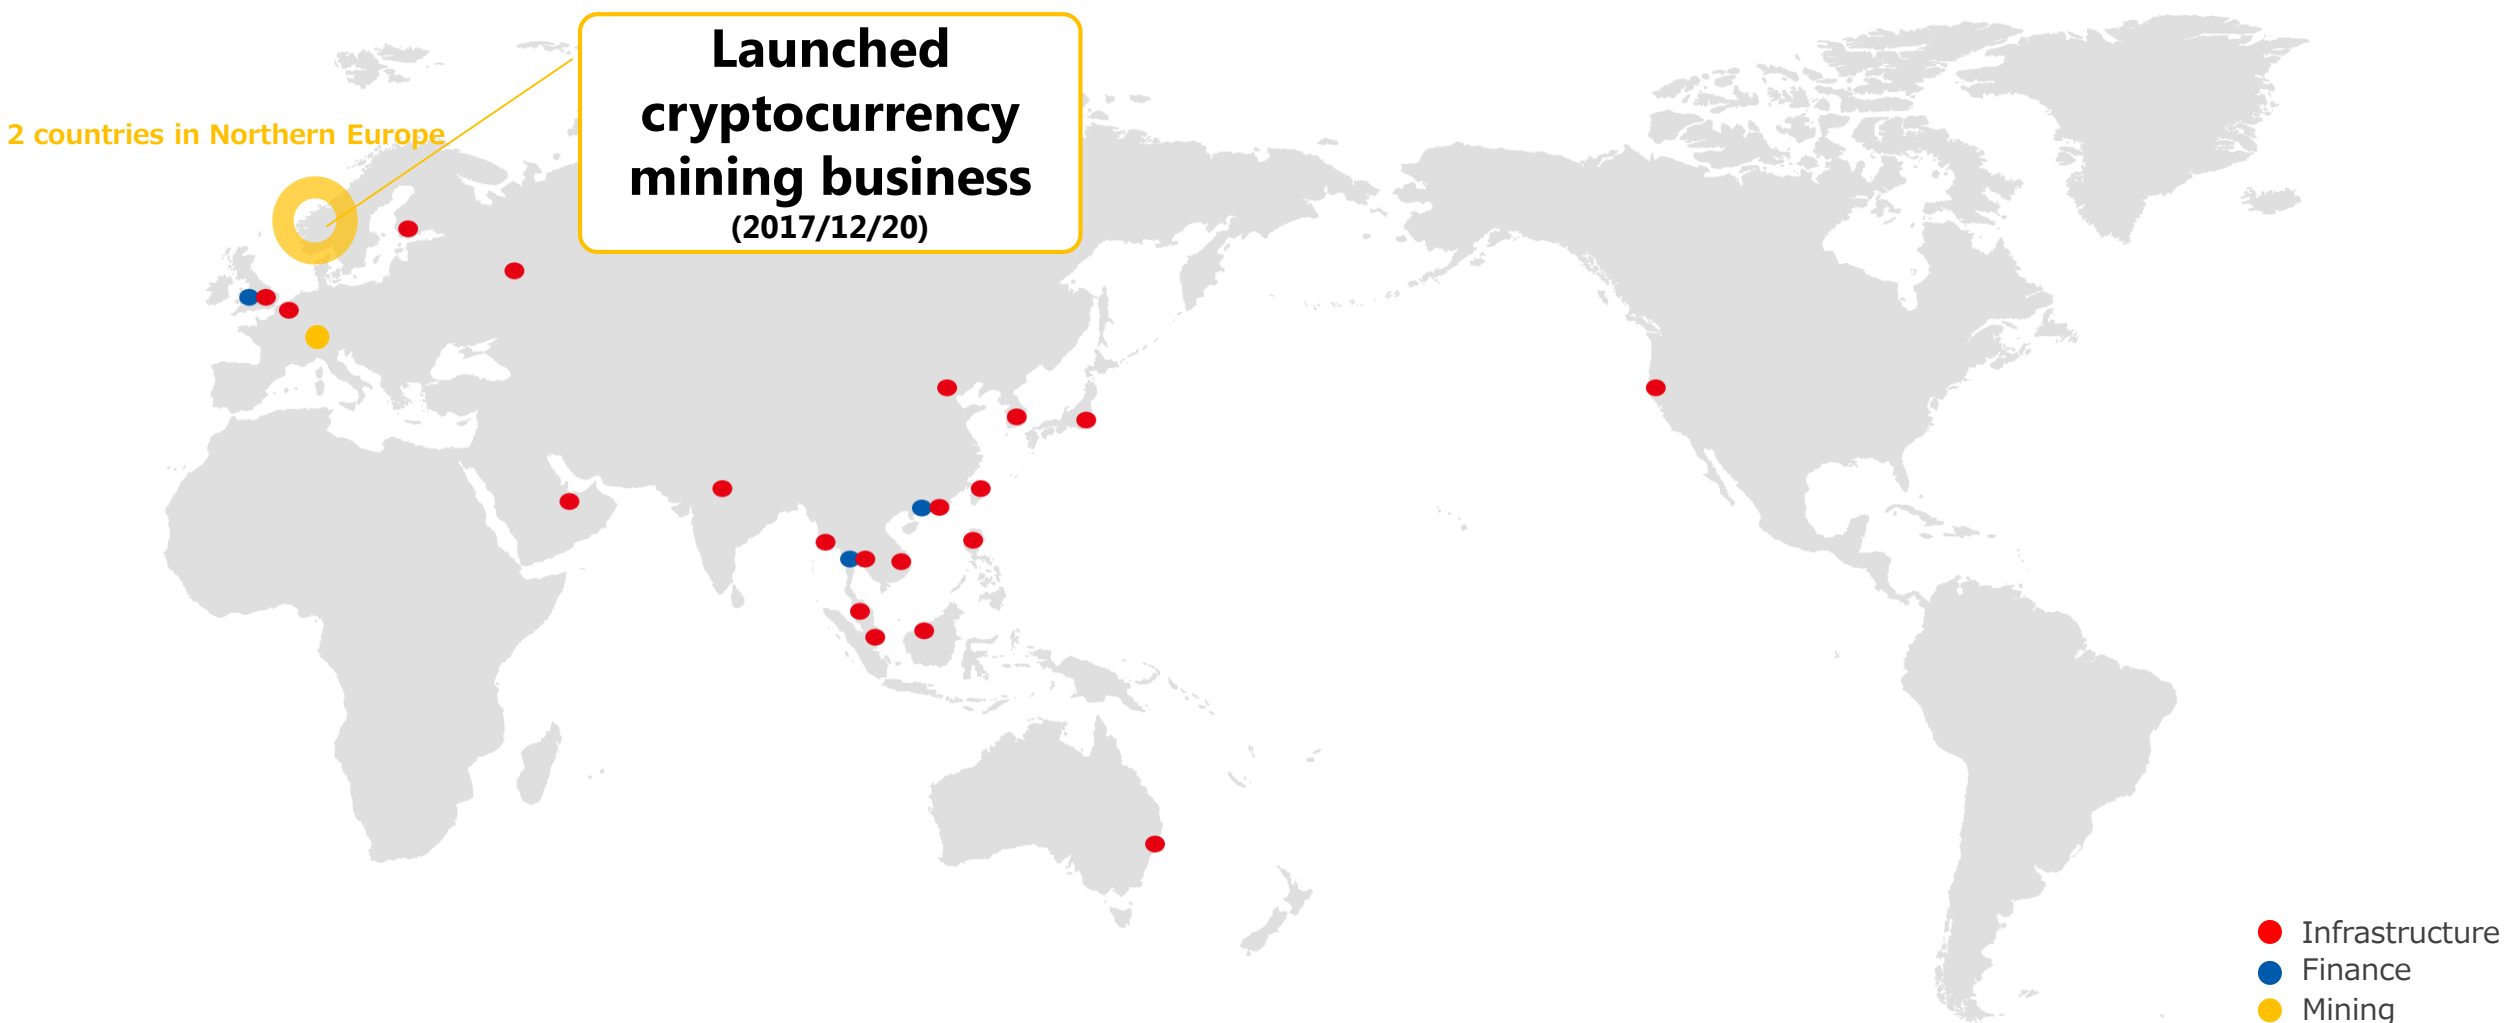 Launched
cryptocurrency
mining business
(2017/12/20)
2 countries in Northern Europe
Infrastructure
Finance
Mining